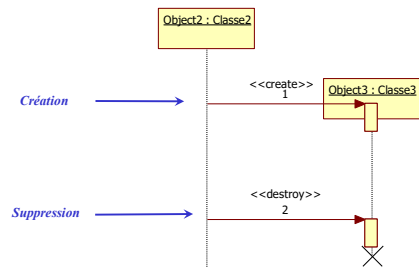 Object2 : Classe2
<<create>>
1
Object3 : Classe3
Création
<<destroy>>
2
Suppression